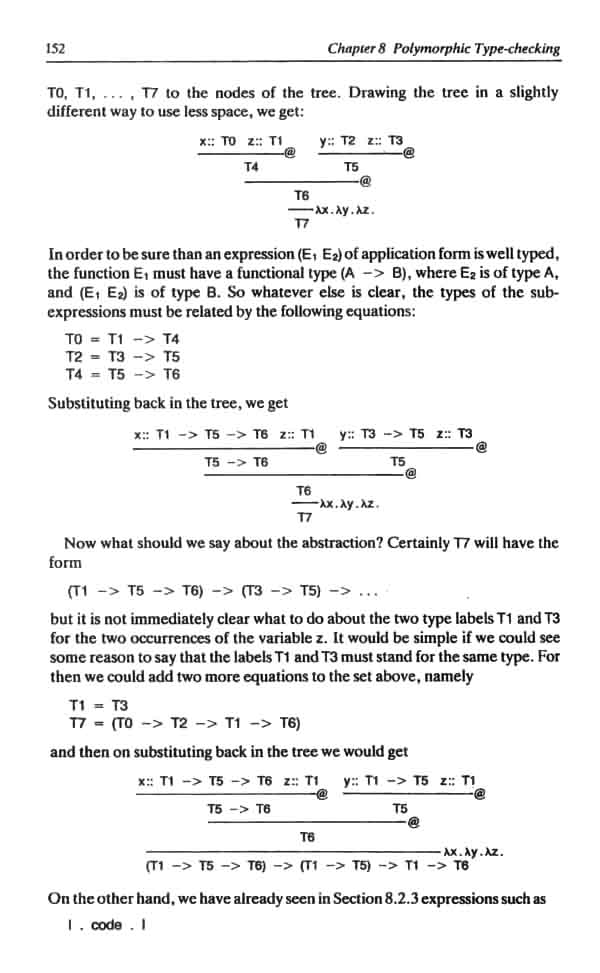 152 Chapter 8 Polymorphic Type-checking
T0, T1, ... , T7 to the nodes of the tree. Drawing the tree in a slightly
different way to use less space, we get:
x:: T0 z:: T1 y:: T2 z:: T3
@ @
T4 T5
@
T6
λx.λy.λz.
T7
In order to be sure than an expression (E₁ E₂) of application form is well typed,
the function E₁ must have a functional type (A -> B), where E₂ is of type A,
and (E₁ E₂) is of type B. So whatever else is clear, the types of the sub-
expressions must be related by the following equations:
T0 = T1 -> T4
T2 = T3 -> T5
T4 = T5 -> T6
Substituting back in the tree, we get
x:: T1 -> T5 -> T6 z:: T1 y:: T3 -> T5 z:: T3
@ @
T5 -> T6 T5
@
T6
λx.λy.λz.
T7
Now what should we say about the abstraction? Certainly T7 will have the
form
(T1 -> T5 -> T6) -> (T3 -> T5) -> ...
but it is not immediately clear what to do about the two type labels T1 and T3
for the two occurrences of the variable z. It would be simple if we could see
some reason to say that the labels T1 and T3 must stand for the same type. For
then we could add two more equations to the set above, namely
T1 = T3
T7 = (T0 -> T2 -> T1 -> T6)
and then on substituting back in the tree we would get
x:: T1 -> T5 -> T6 z:: T1 y:: T1 -> T5 z:: T1
@ @
T5 -> T6 T5
@
T6
λx.λy.λz.
(T1 -> T5 -> T6) -> (T1 -> T5) -> T1 -> T6
On the other hand, we have already seen in Section 8.2.3 expressions such as
I . code . I